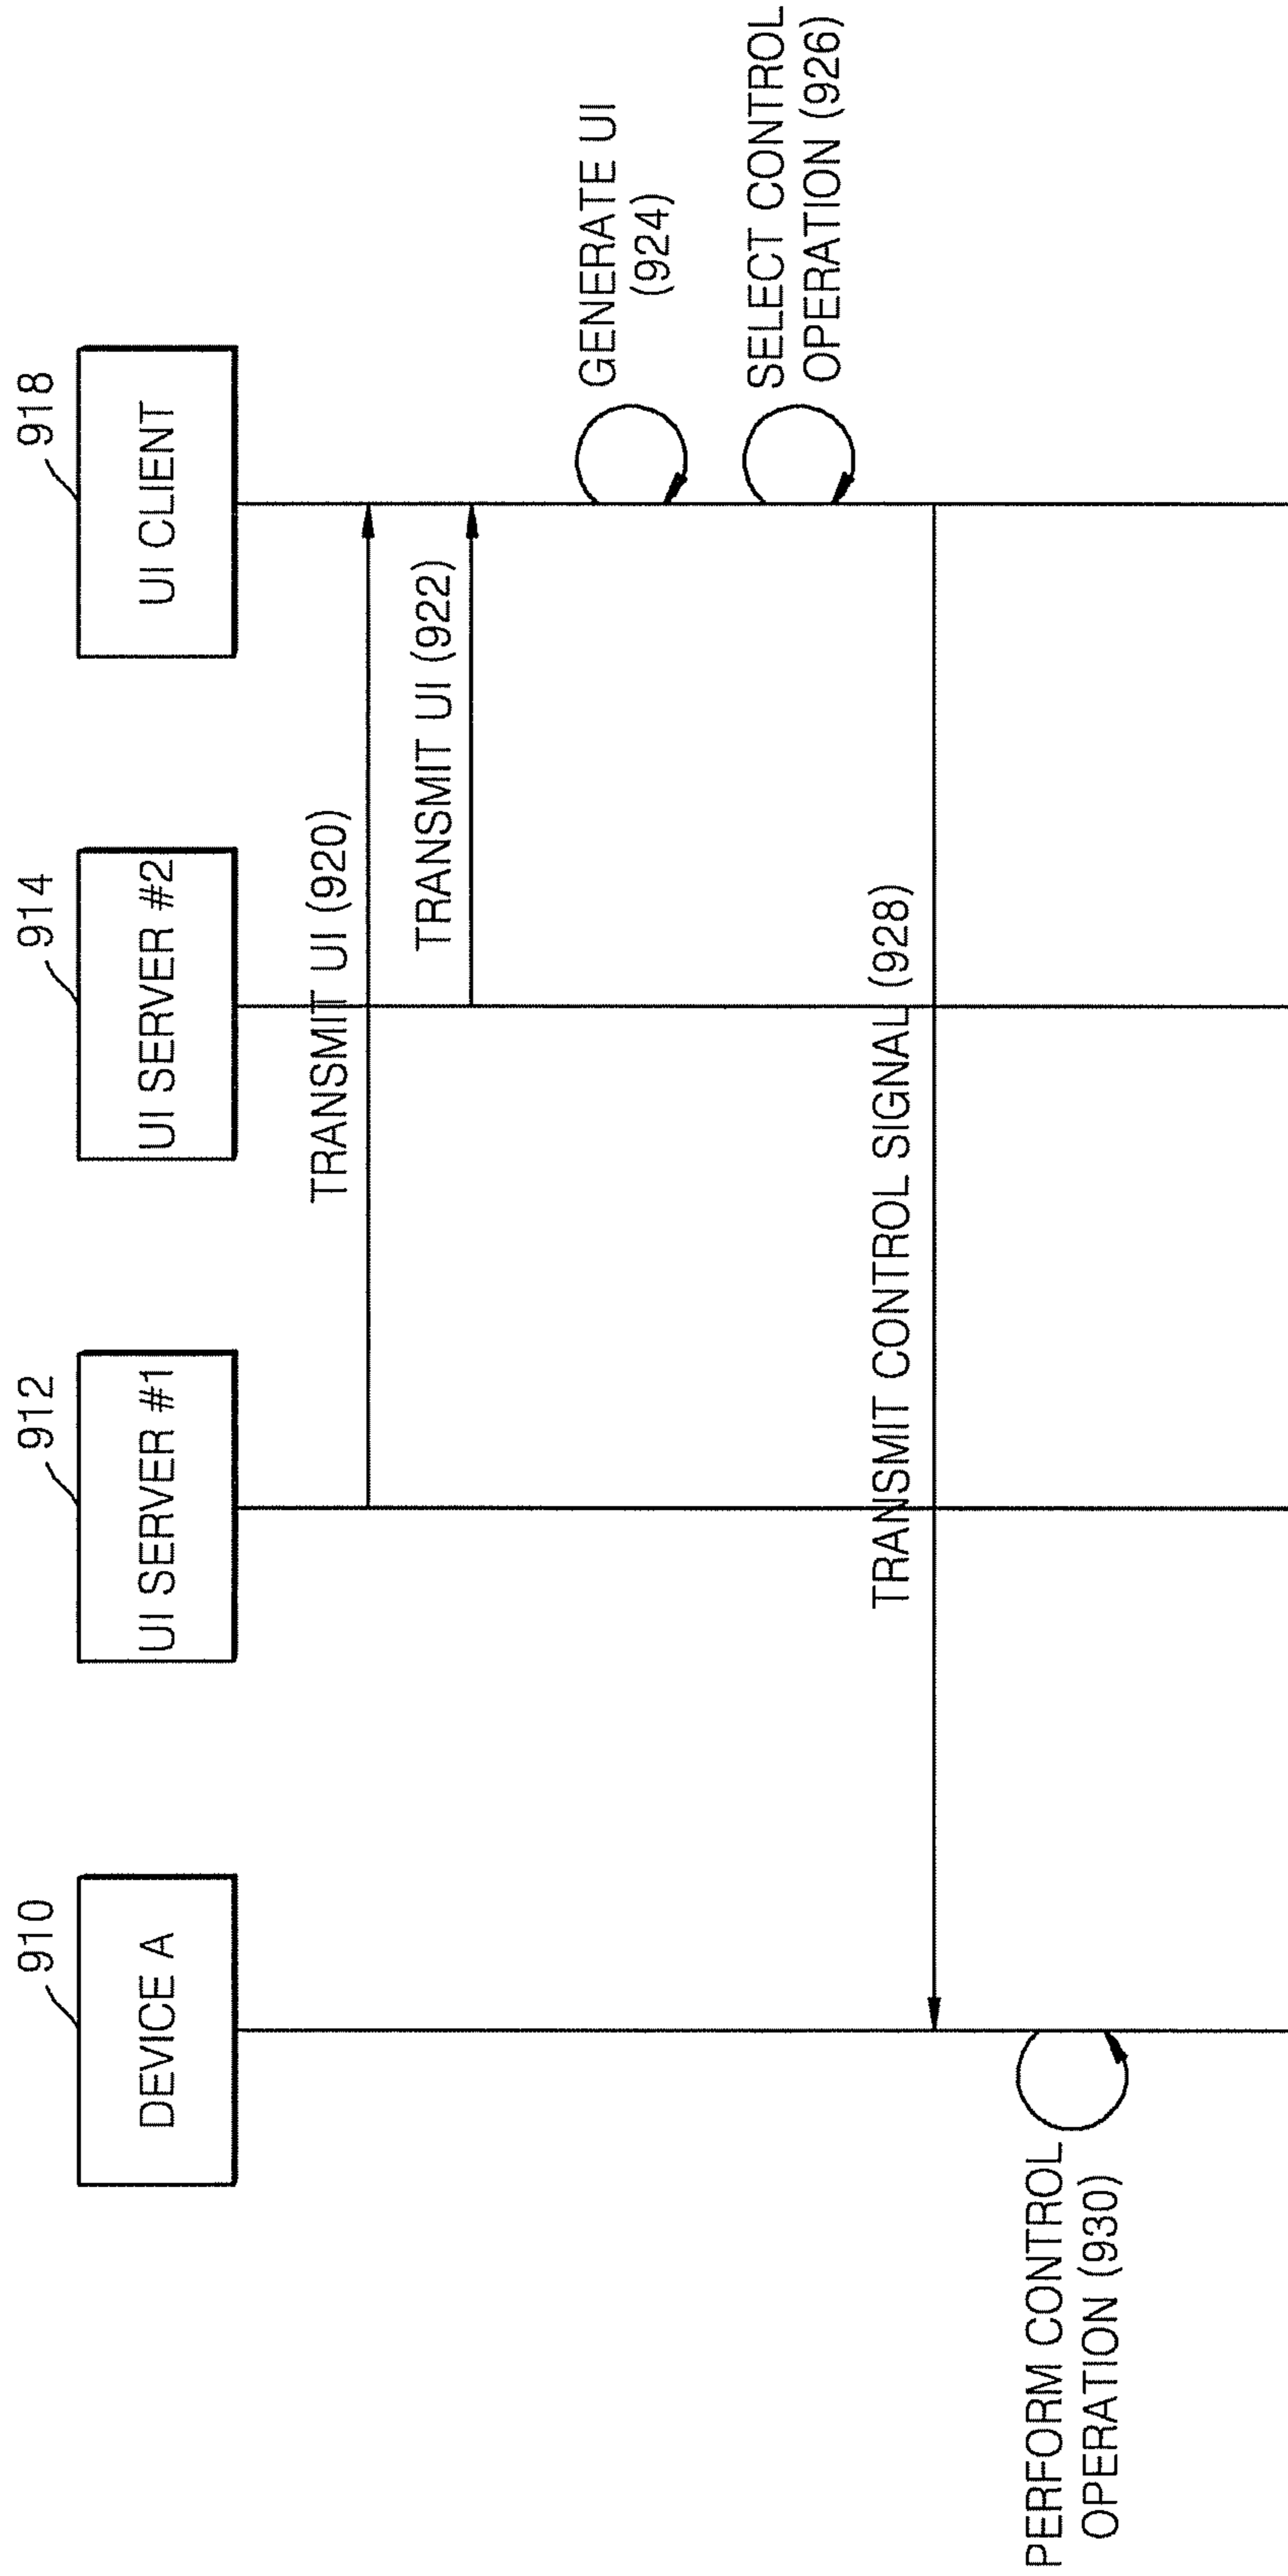 910
912
914
918
DEVICE A
UI SERVER #1
UI SERVER #2
UI CLIENT
TRANSMIT UI (920)
TRANSMIT UI (922)
GENERATE UI
(924)
SELECT CONTROL
OPERATION (926)
TRANSMIT CONTROL SIGNAL (928)
PERFORM CONTROL
OPERATION (930)